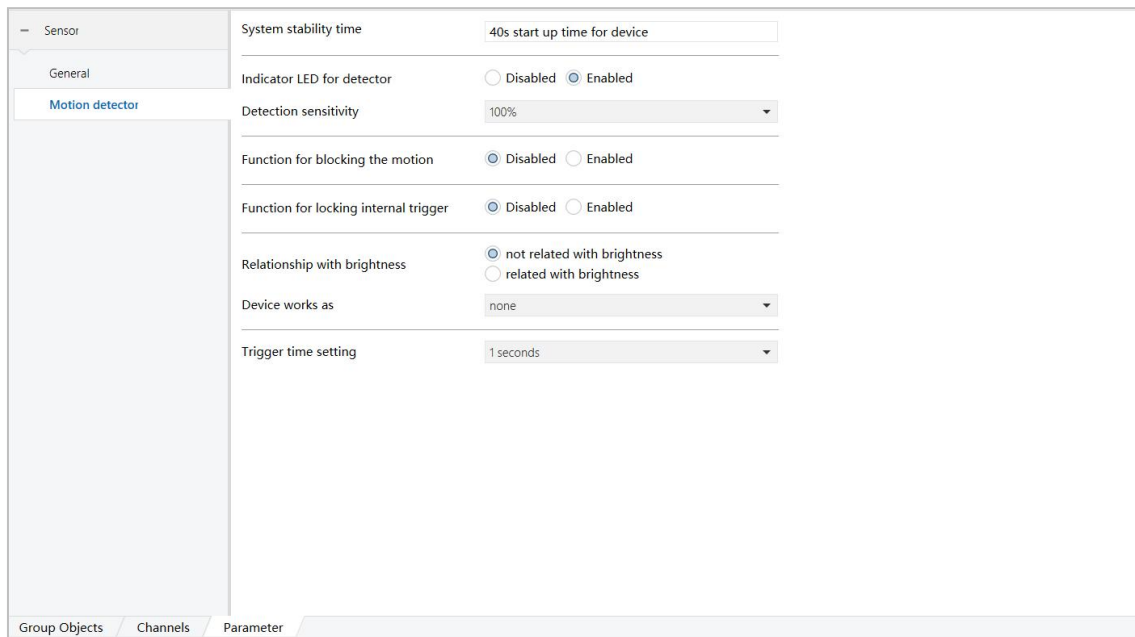 Sensor
General
Motion detector
System stability time
40s start up time for device
Indicator LED for detector
Disabled Enabled
Detection sensitivity
100%
Function for blocking the motion
Disabled Enabled
Function for locking internal trigger
Disabled Enabled
Relationship with brightness
not related with brightness
related with brightness
Device works as
none
Trigger time setting
1 seconds
Group Objects Channels Parameter